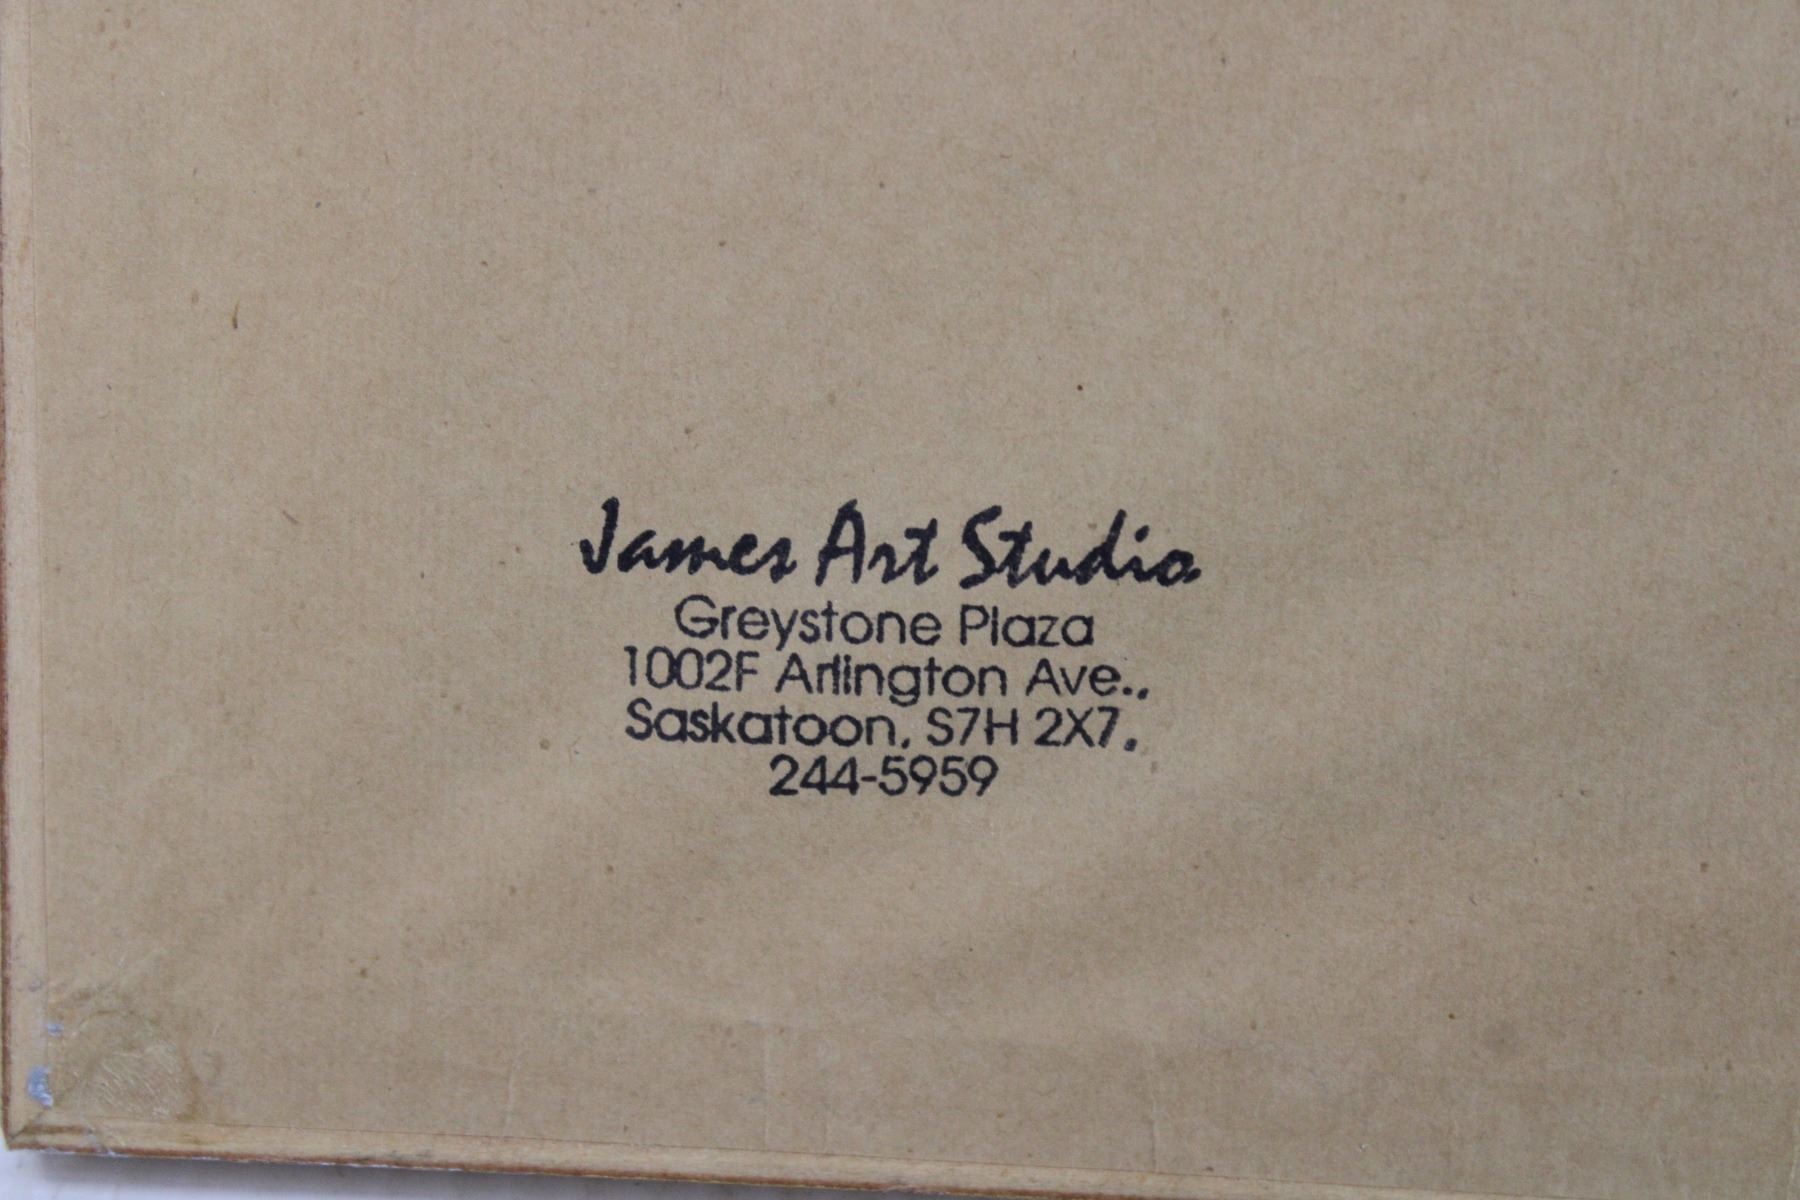 James Art Studio
Greystone Plaza
1002F Arlington Ave.,
Saskatoon, S7H 2X7.
244-5959